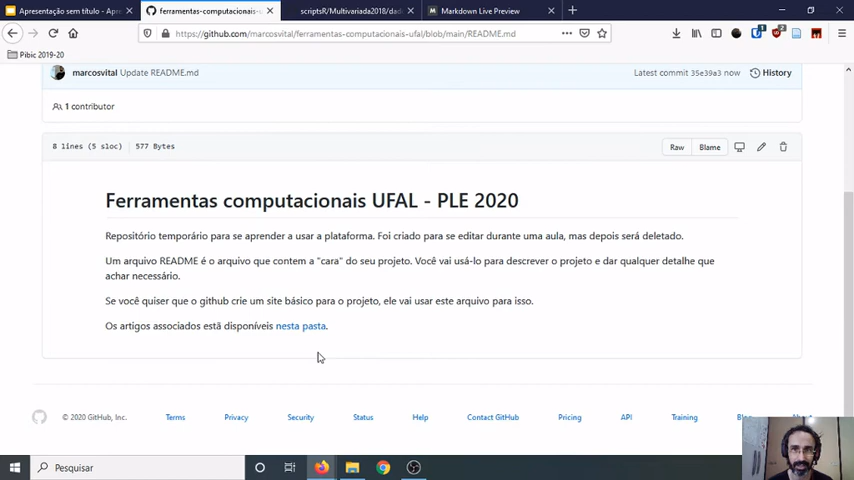 Apresentação sem título - Apres
ferramentas-computacionais-u
scriptsR/Multivariada2018/dad
Markdown Live Preview
https://github.com/marcosvital/ferramentas-computacionais-ufal/blob/main/README.md
Pibic 2019-20
marcosvital Update README.md
Latest commit 35e39a3 now
History
1 contributor
8 lines (5 sloc) 577 Bytes
Raw
Blame
Ferramentas computacionais UFAL - PLE 2020
Repositório temporário para se aprender a usar a plataforma. Foi criado para se editar durante uma aula, mas depois será deletado.
Um arquivo README é o arquivo que contem a "cara" do seu projeto. Você vai usá-lo para descrever o projeto e dar qualquer detalhe que
achar necessário.
Se você quiser que o github crie um site básico para o projeto, ele vai usar este arquivo para isso.
Os artigos associados estã disponíveis nesta pasta.
© 2020 GitHub, Inc.
Terms
Privacy
Security
Status
Help
Contact GitHub
Pricing
API
Training
Pesquisar